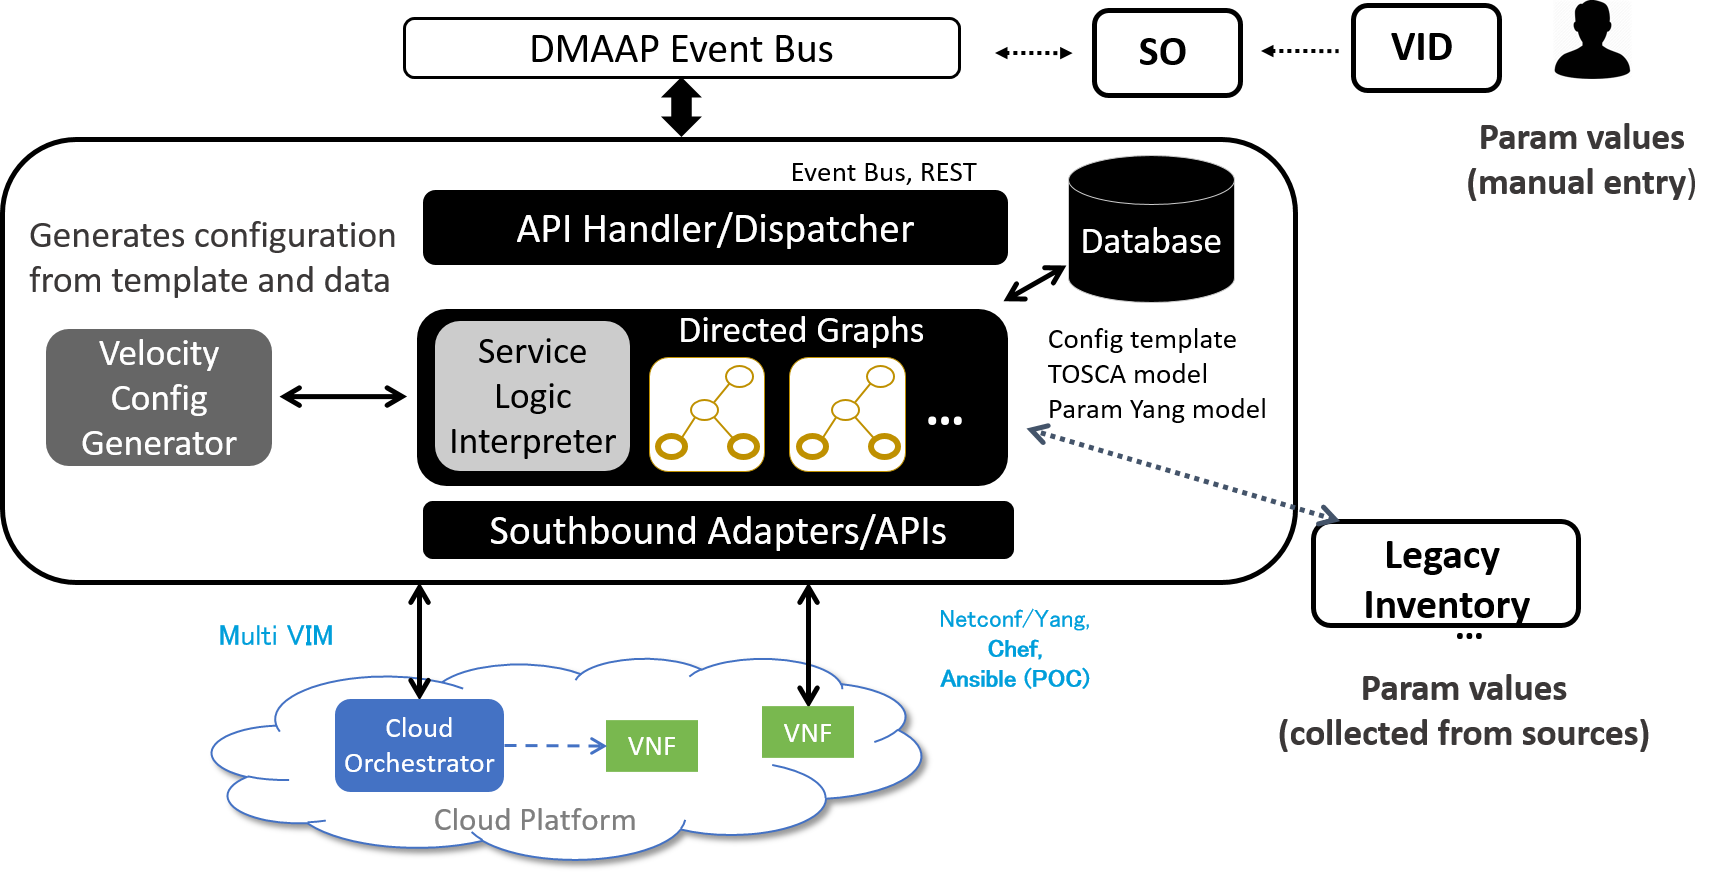 DMAAP Event Bus
SO
VID
Param values
(manual entry)
Event Bus, REST
API Handler/Dispatcher
Database
Generates configuration
from template and data
Velocity
Config
Generator
Service
Logic
Interpreter
Directed Graphs
...
Config template
TOSCA model
Param Yang model
Southbound Adapters/APIs
Legacy
Inventory
...
Param values
(collected from sources)
Multi VIM
Netconf/Yang,
Chef,
Ansible (POC)
Cloud
Orchestrator
VNF
VNF
Cloud Platform